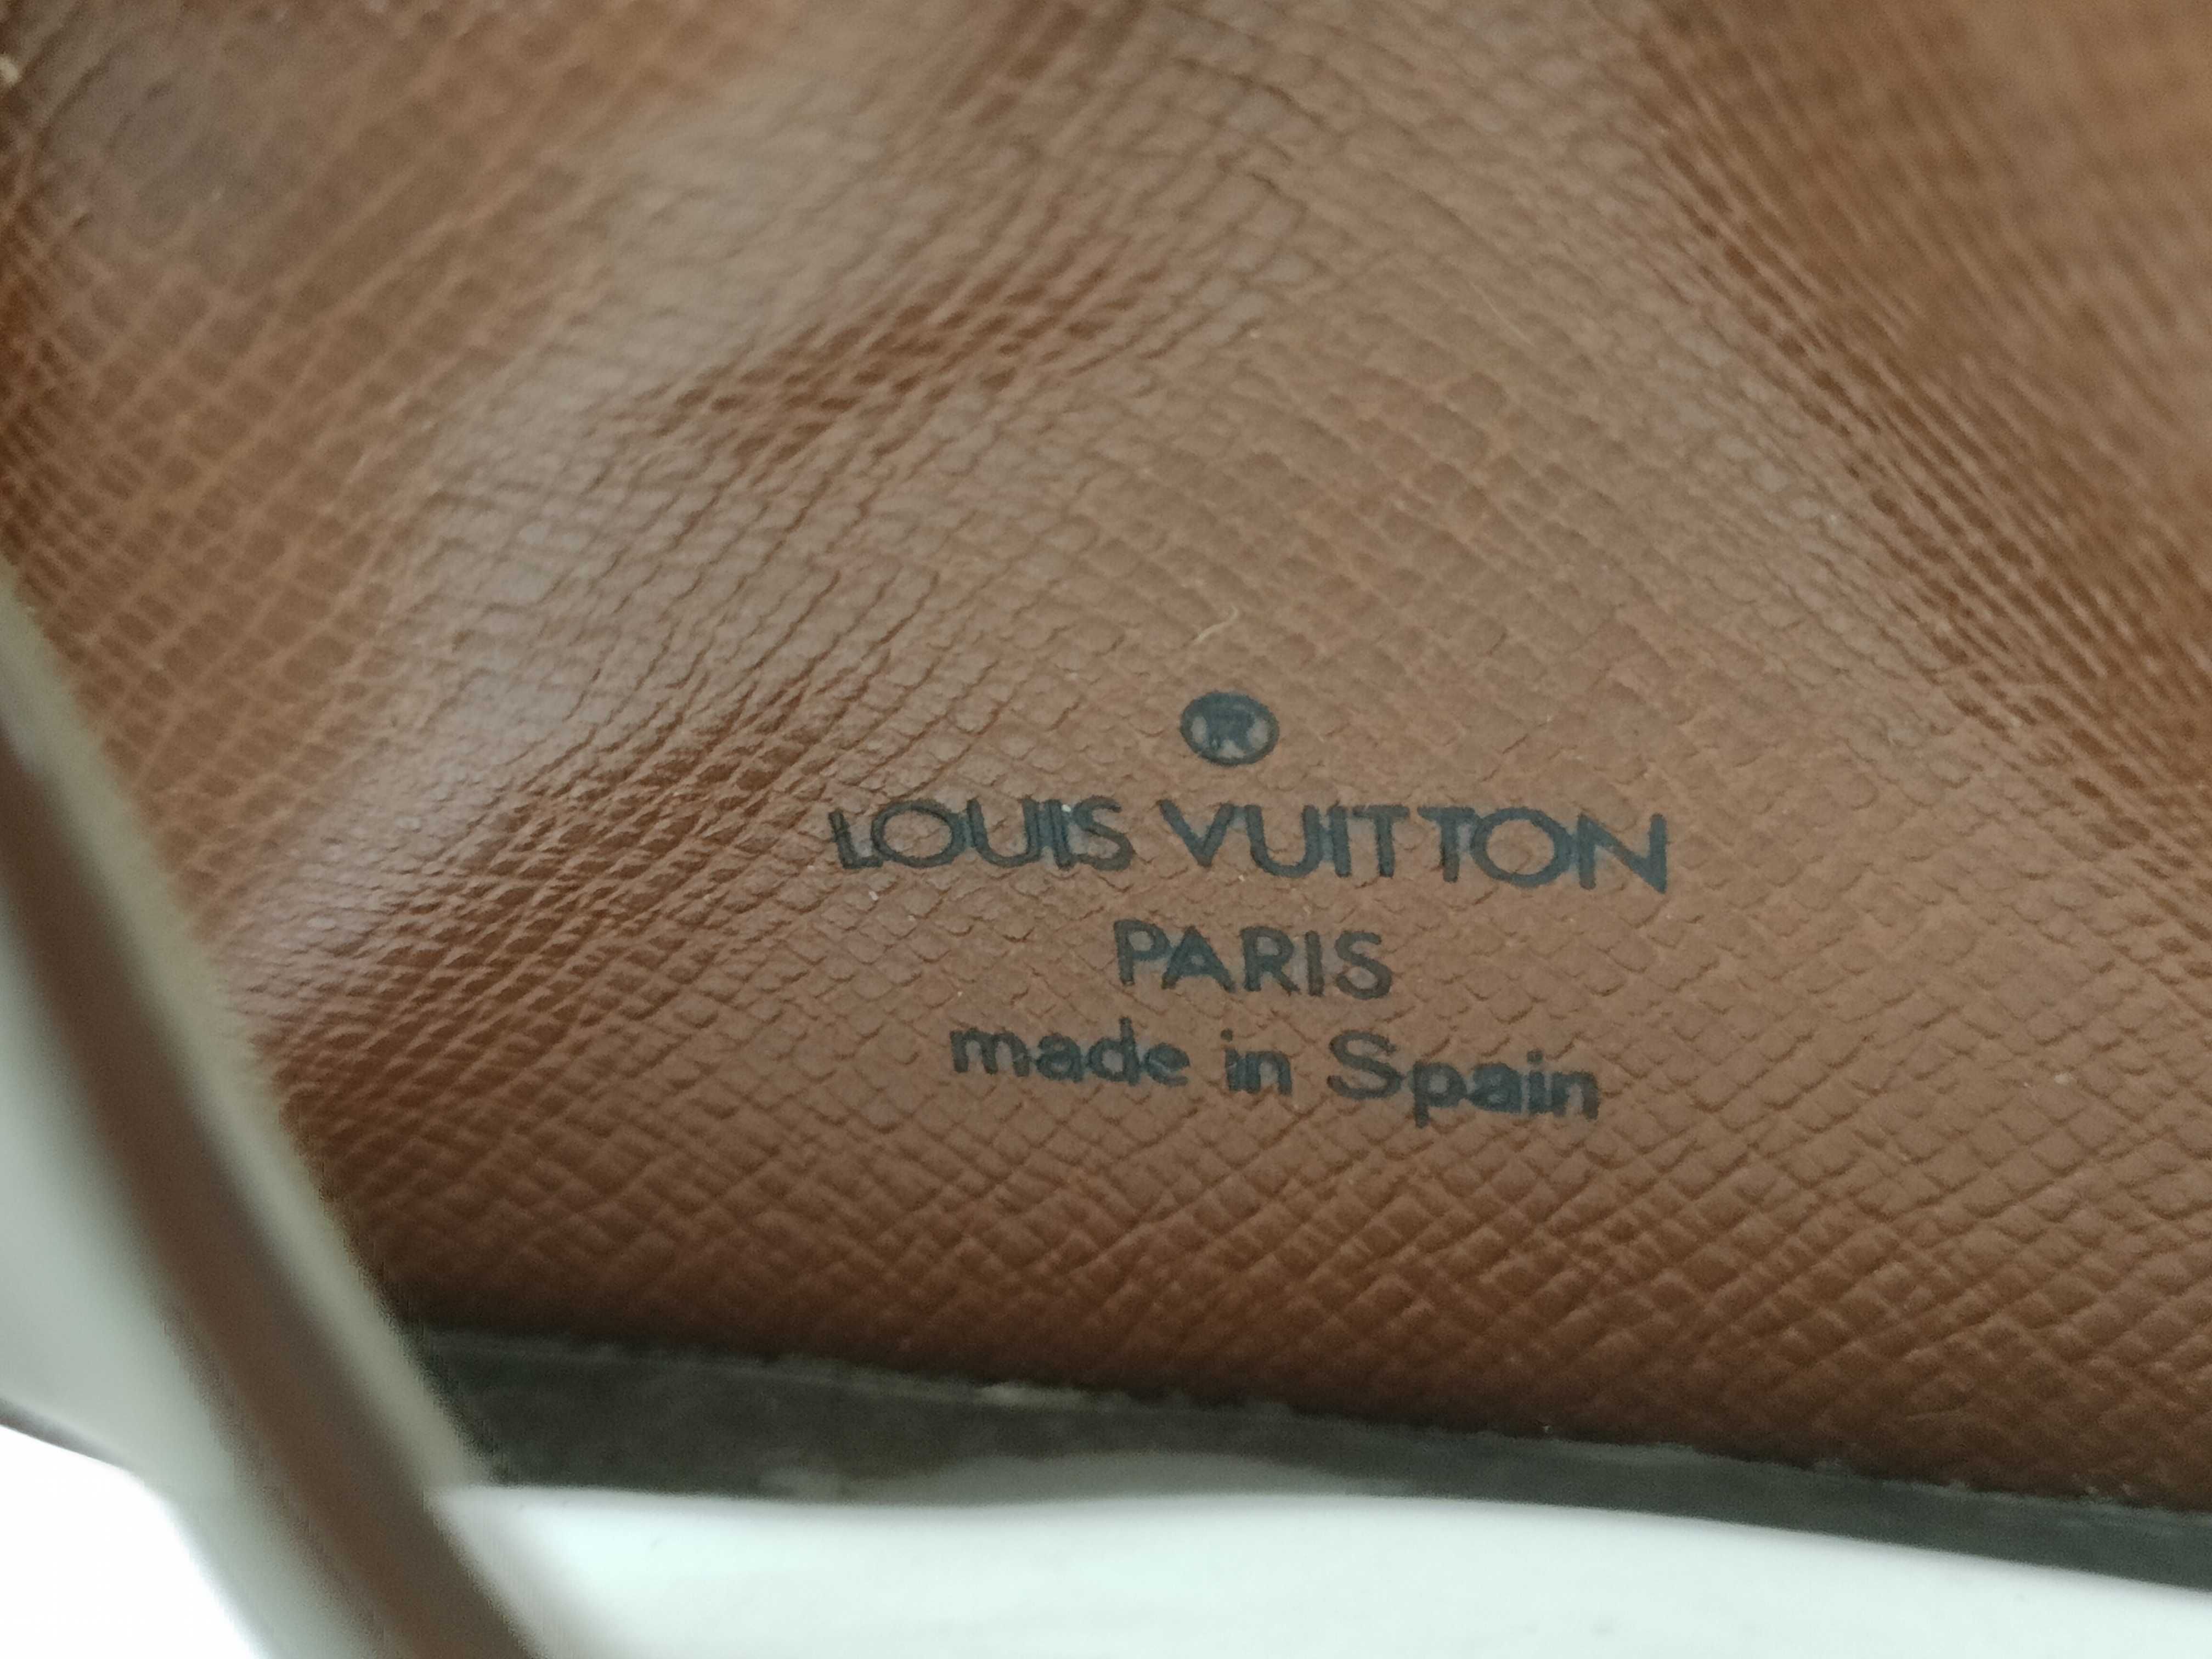 ®
LOUIS VUITTON
PARIS
made in Spain